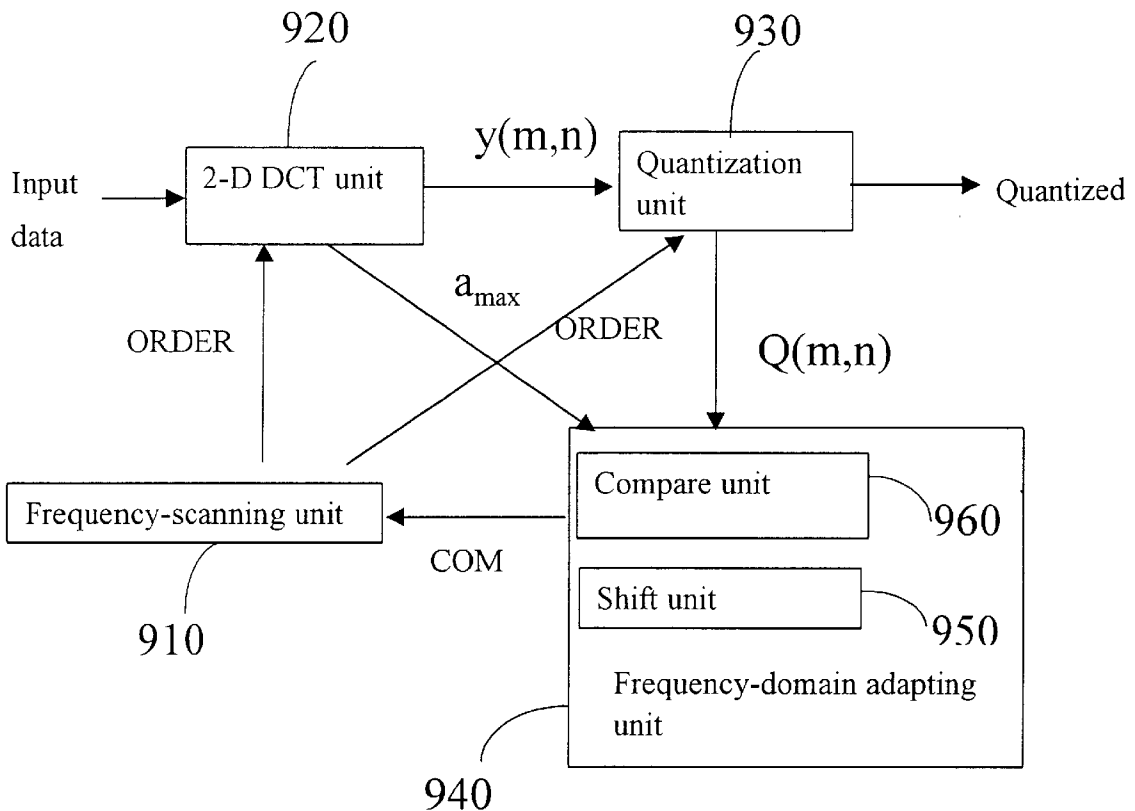 920
930
y(m,n)
Input
data
2-D DCT unit
Quantization
unit
Quantized
a_max
ORDER
ORDER
Q(m,n)
Frequency-scanning unit
COM
910
Compare unit
960
Shift unit
950
Frequency-domain adapting
unit
940